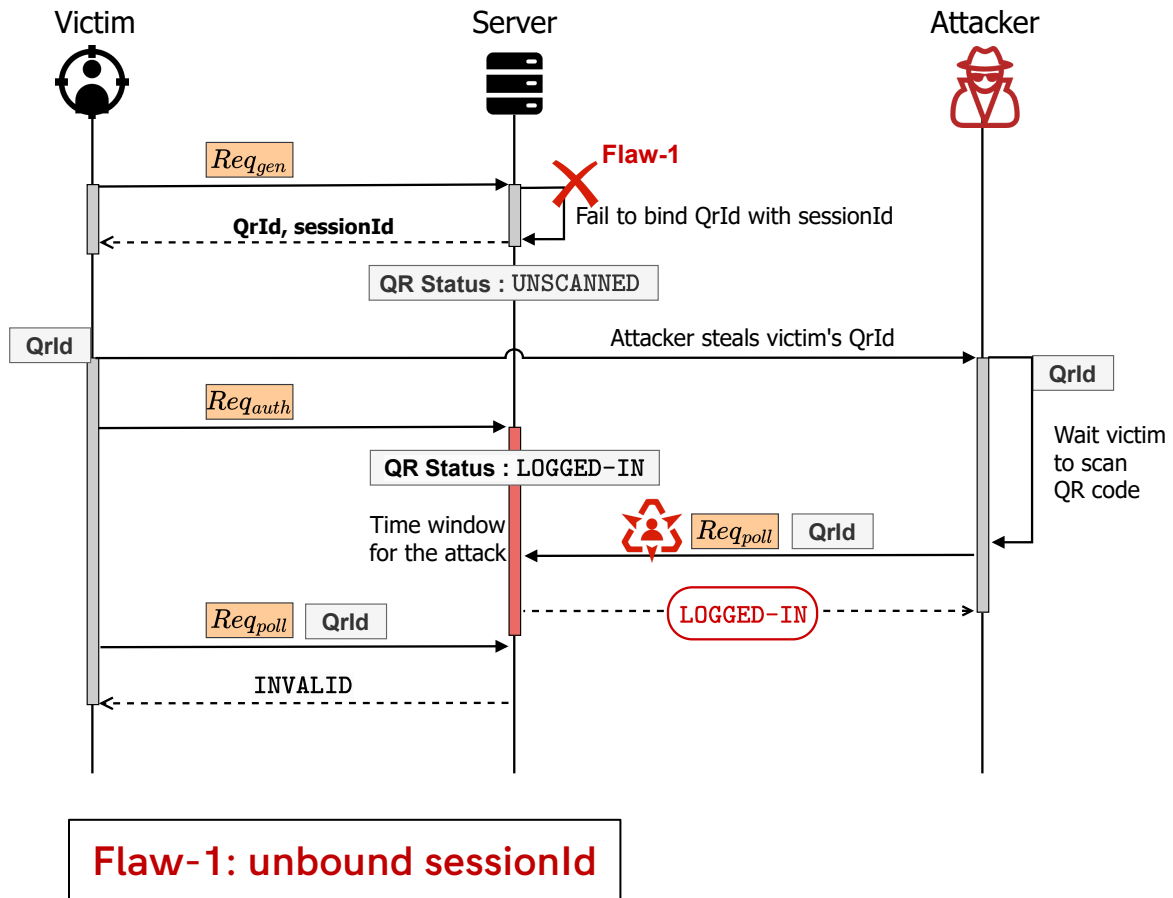 Victim
Server
Attacker
Req_gen
Flaw-1
Fail to bind QrId with sessionId
QrId, sessionId
QR Status : UNSCANNED
QrId
Attacker steals victim's QrId
QrId
Req_auth
Wait victim
to scan
QR code
QR Status : LOGGED-IN
Time window
for the attack
Req_poll QrId
LOGGED-IN
Req_poll QrId
INVALID
Flaw-1: unbound sessionId